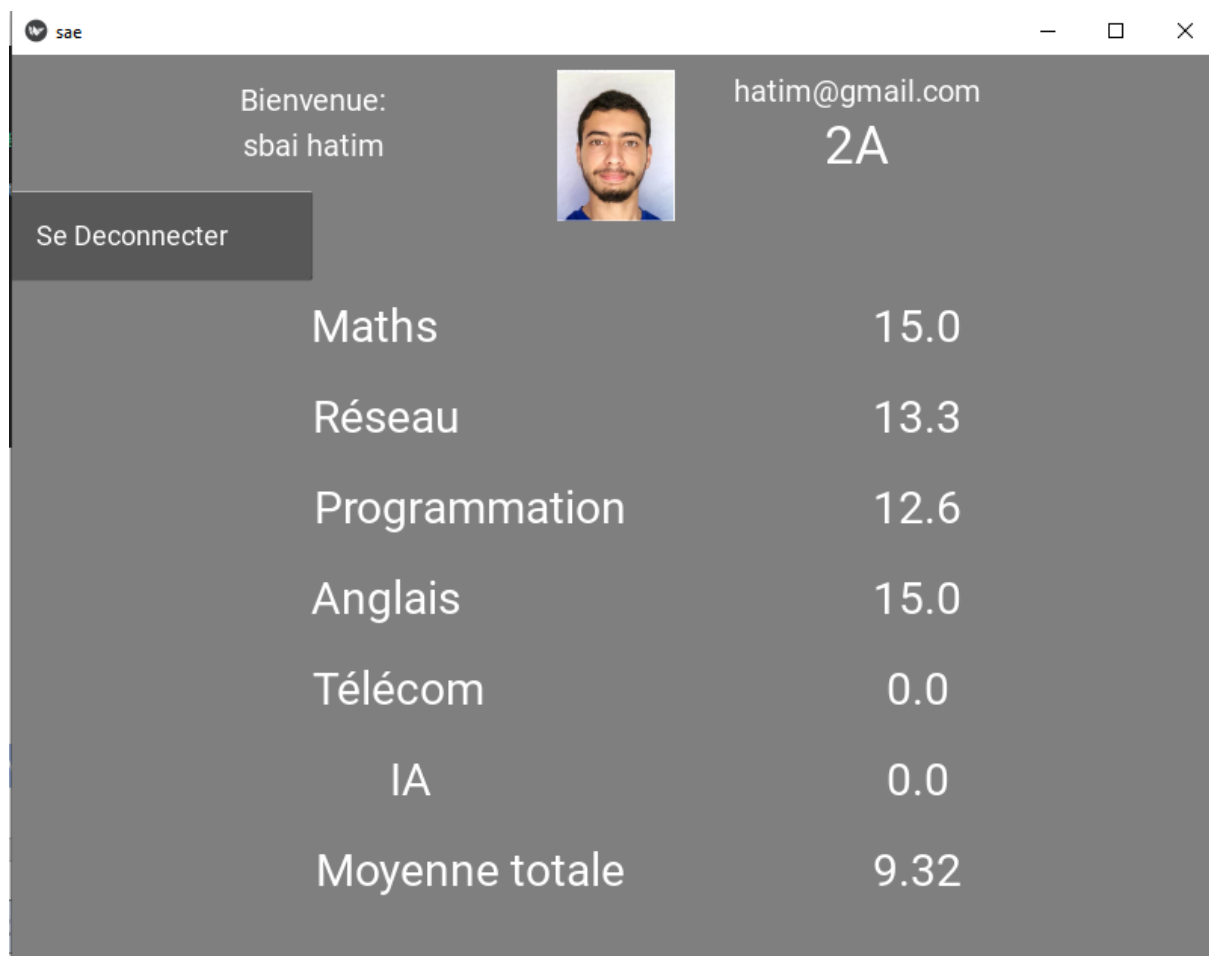 sae
Bienvenue:
sbai hatim
hatim@gmail.com
2A
Se Deconnecter
Maths 15.0
Réseau 13.3
Programmation 12.6
Anglais 15.0
Télécom 0.0
IA 0.0
Moyenne totale 9.32